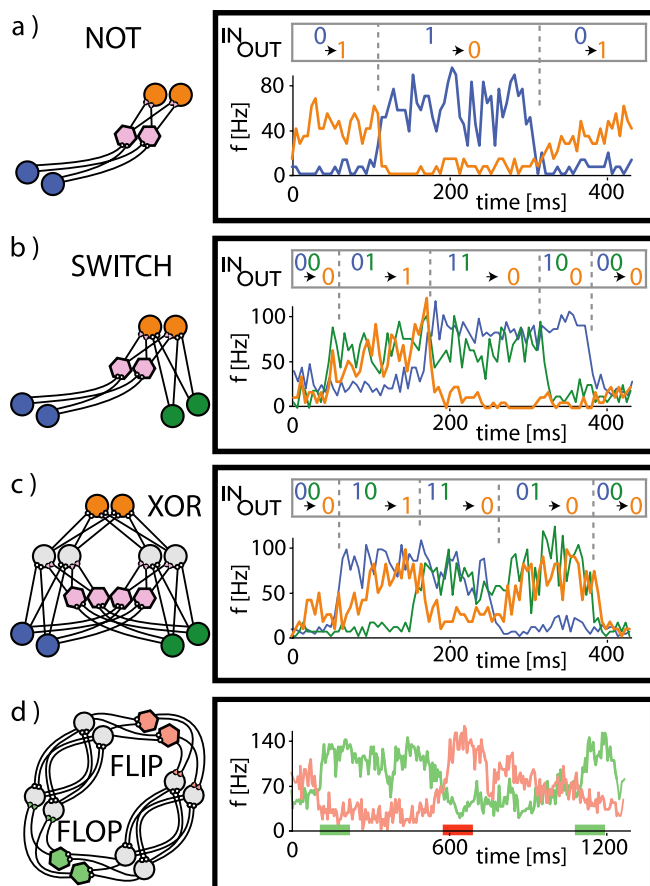 a)
NOT
IN OUT 0 →1 1 →0 0 →1
80
40
0
f [Hz]
0 200 400
time [ms]
b)
SWITCH
IN OUT 00 →0 01 →1 11 →0 10 0 00 →0
100
50
0
f [Hz]
0 200 400
time [ms]
c)
XOR
IN OUT 00 →0 10 →1 11 →0 01 →0 00 →0
100
50
0
f [Hz]
0 200 400
time [ms]
d)
FLIP
FLOP
140
70
0
f [Hz]
0 600 1200
time [ms]